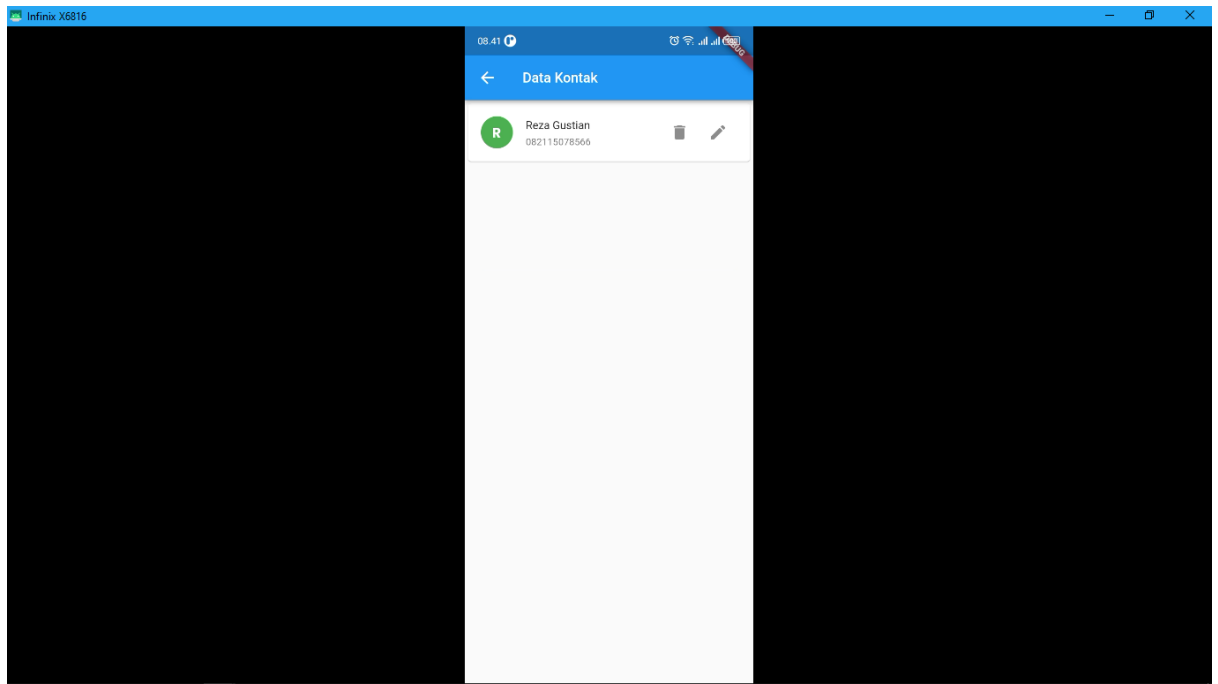 Infinix X6816
08.41
Data Kontak
R
Reza Gustian
082115078566